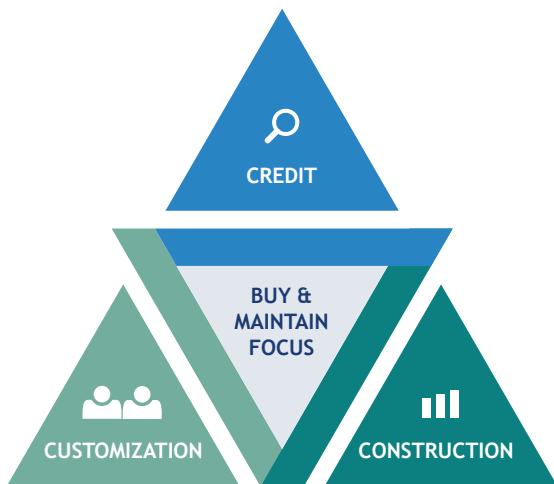 CREDIT
BUY &
MAINTAIN
FOCUS
CUSTOMIZATION
CONSTRUCTION